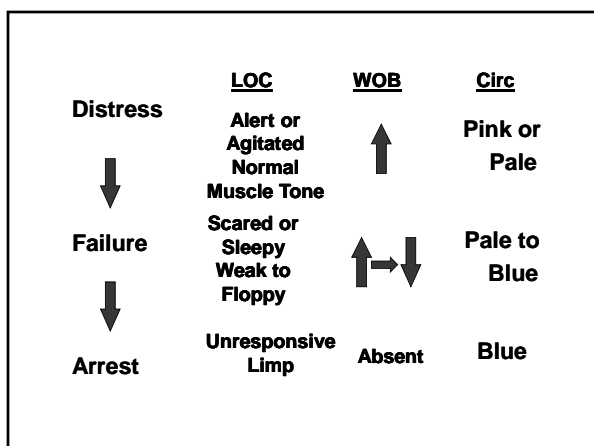 LOC WOB Circ
Distress
Alert or
Agitated
Normal
Muscle Tone
Pink or
Pale
Failure
Scared or
Sleepy
Weak to
Floppy
Pale to
Blue
Arrest
Unresponsive
Limp
Absent
Blue